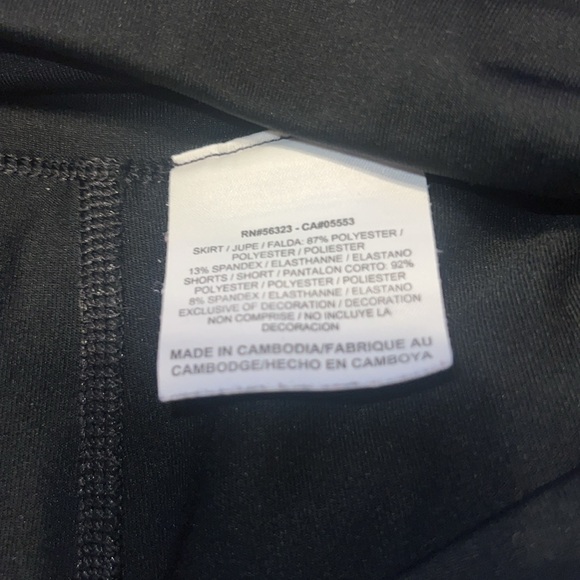 RN#56323 - CA#05553
SKIRT / JUPE / FALDA: 87% POLYESTER /
POLYESTER / POLIESTER
13% SPANDEX / ELASTHANNE / ELASTANO
SHORTS / SHORT / PANTALON CORTO: 92%
POLYESTER / POLYESTER / POLIESTER
8% SPANDEX / ELASTHANNE / ELASTANO
EXCLUSIVE OF DECORATION / DECORATION
NON COMPRISE / NO INCLUYE LA
DECORACION
MADE IN CAMBODIA/FABRIQUE AU
CAMBODGE/HECHO EN CAMBOYA